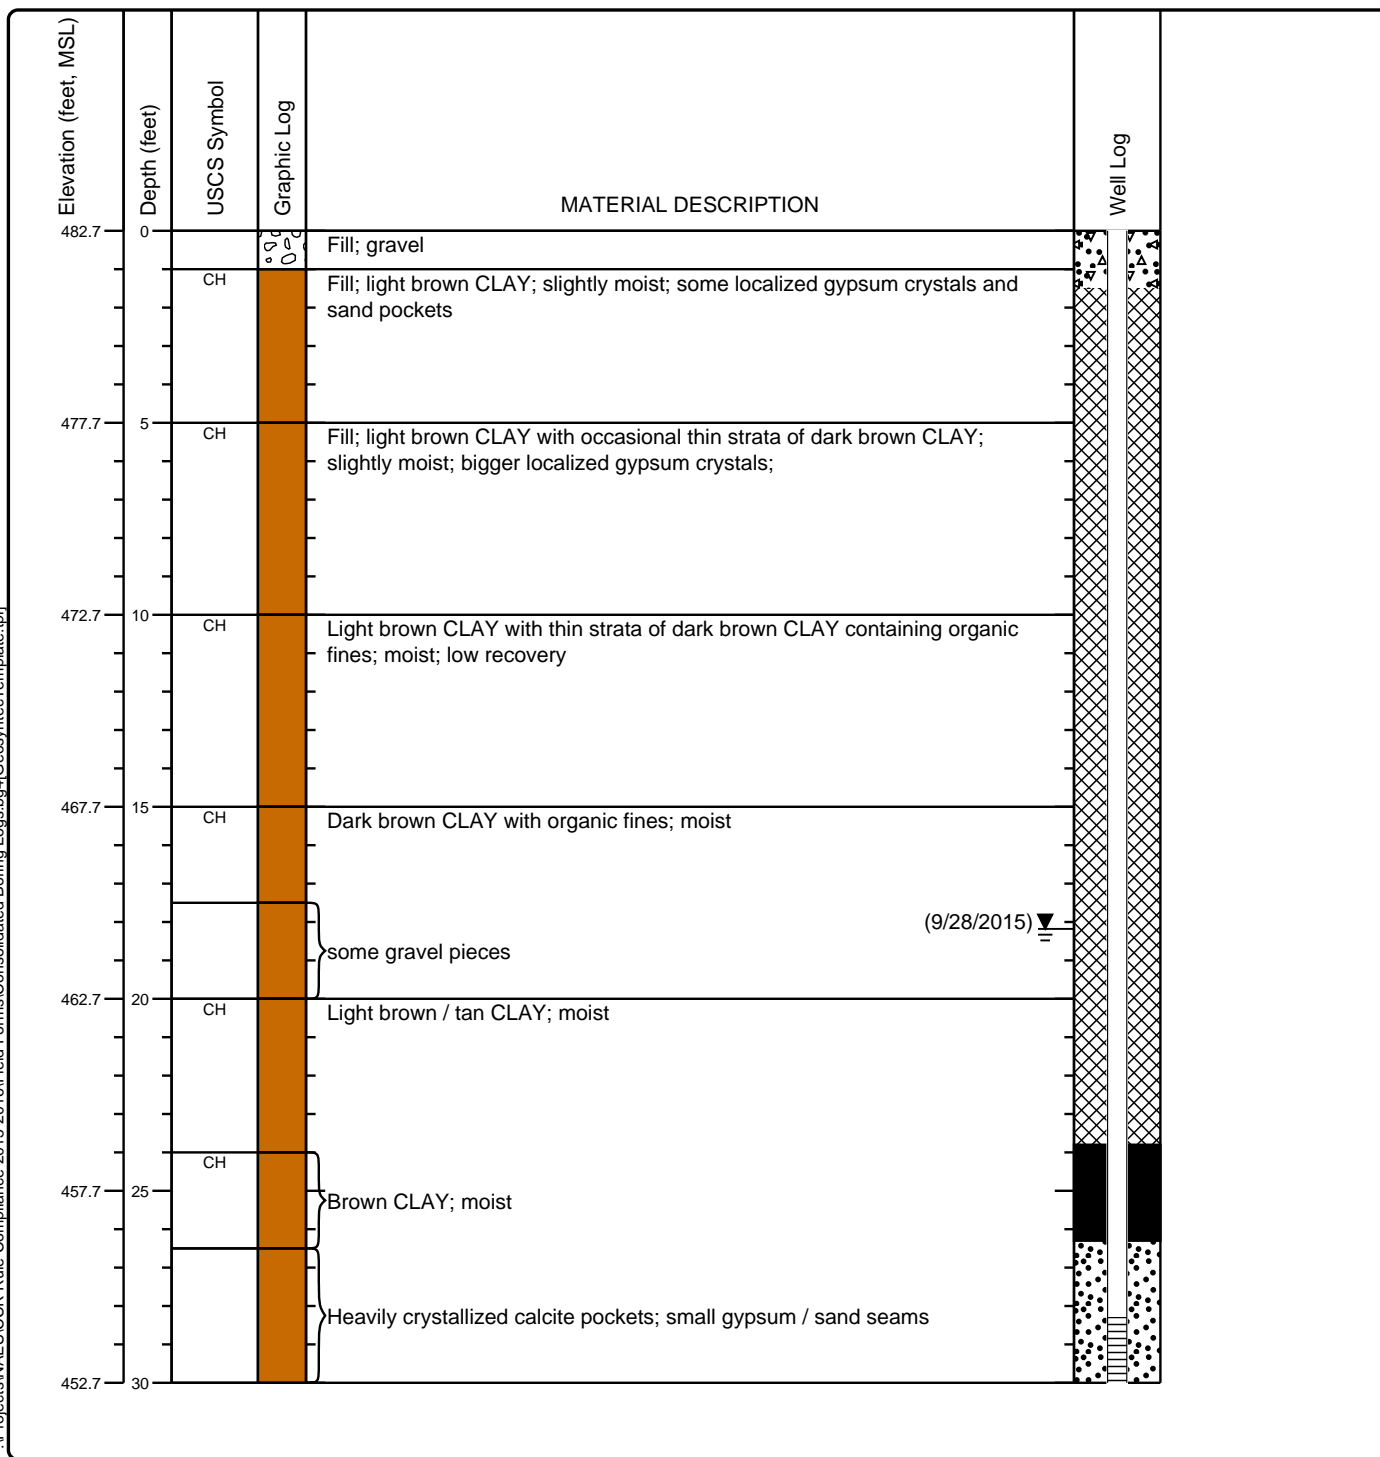 Elevation (feet, MSL)
Depth (feet)
USCS Symbol
Graphic Log
MATERIAL DESCRIPTION
Well Log
482.7 0
Fill; gravel
CH
Fill; light brown CLAY; slightly moist; some localized gypsum crystals and
sand pockets
477.7 5
CH
Fill; light brown CLAY with occasional thin strata of dark brown CLAY;
slightly moist; bigger localized gypsum crystals;
472.7 10
CH
Light brown CLAY with thin strata of dark brown CLAY containing organic
fines; moist; low recovery
467.7 15
CH
Dark brown CLAY with organic fines; moist
(9/28/2015)
some gravel pieces
462.7 20
CH
Light brown / tan CLAY; moist
CH
457.7 25
Brown CLAY; moist
Heavily crystallized calcite pockets; small gypsum / sand seams
452.7 30